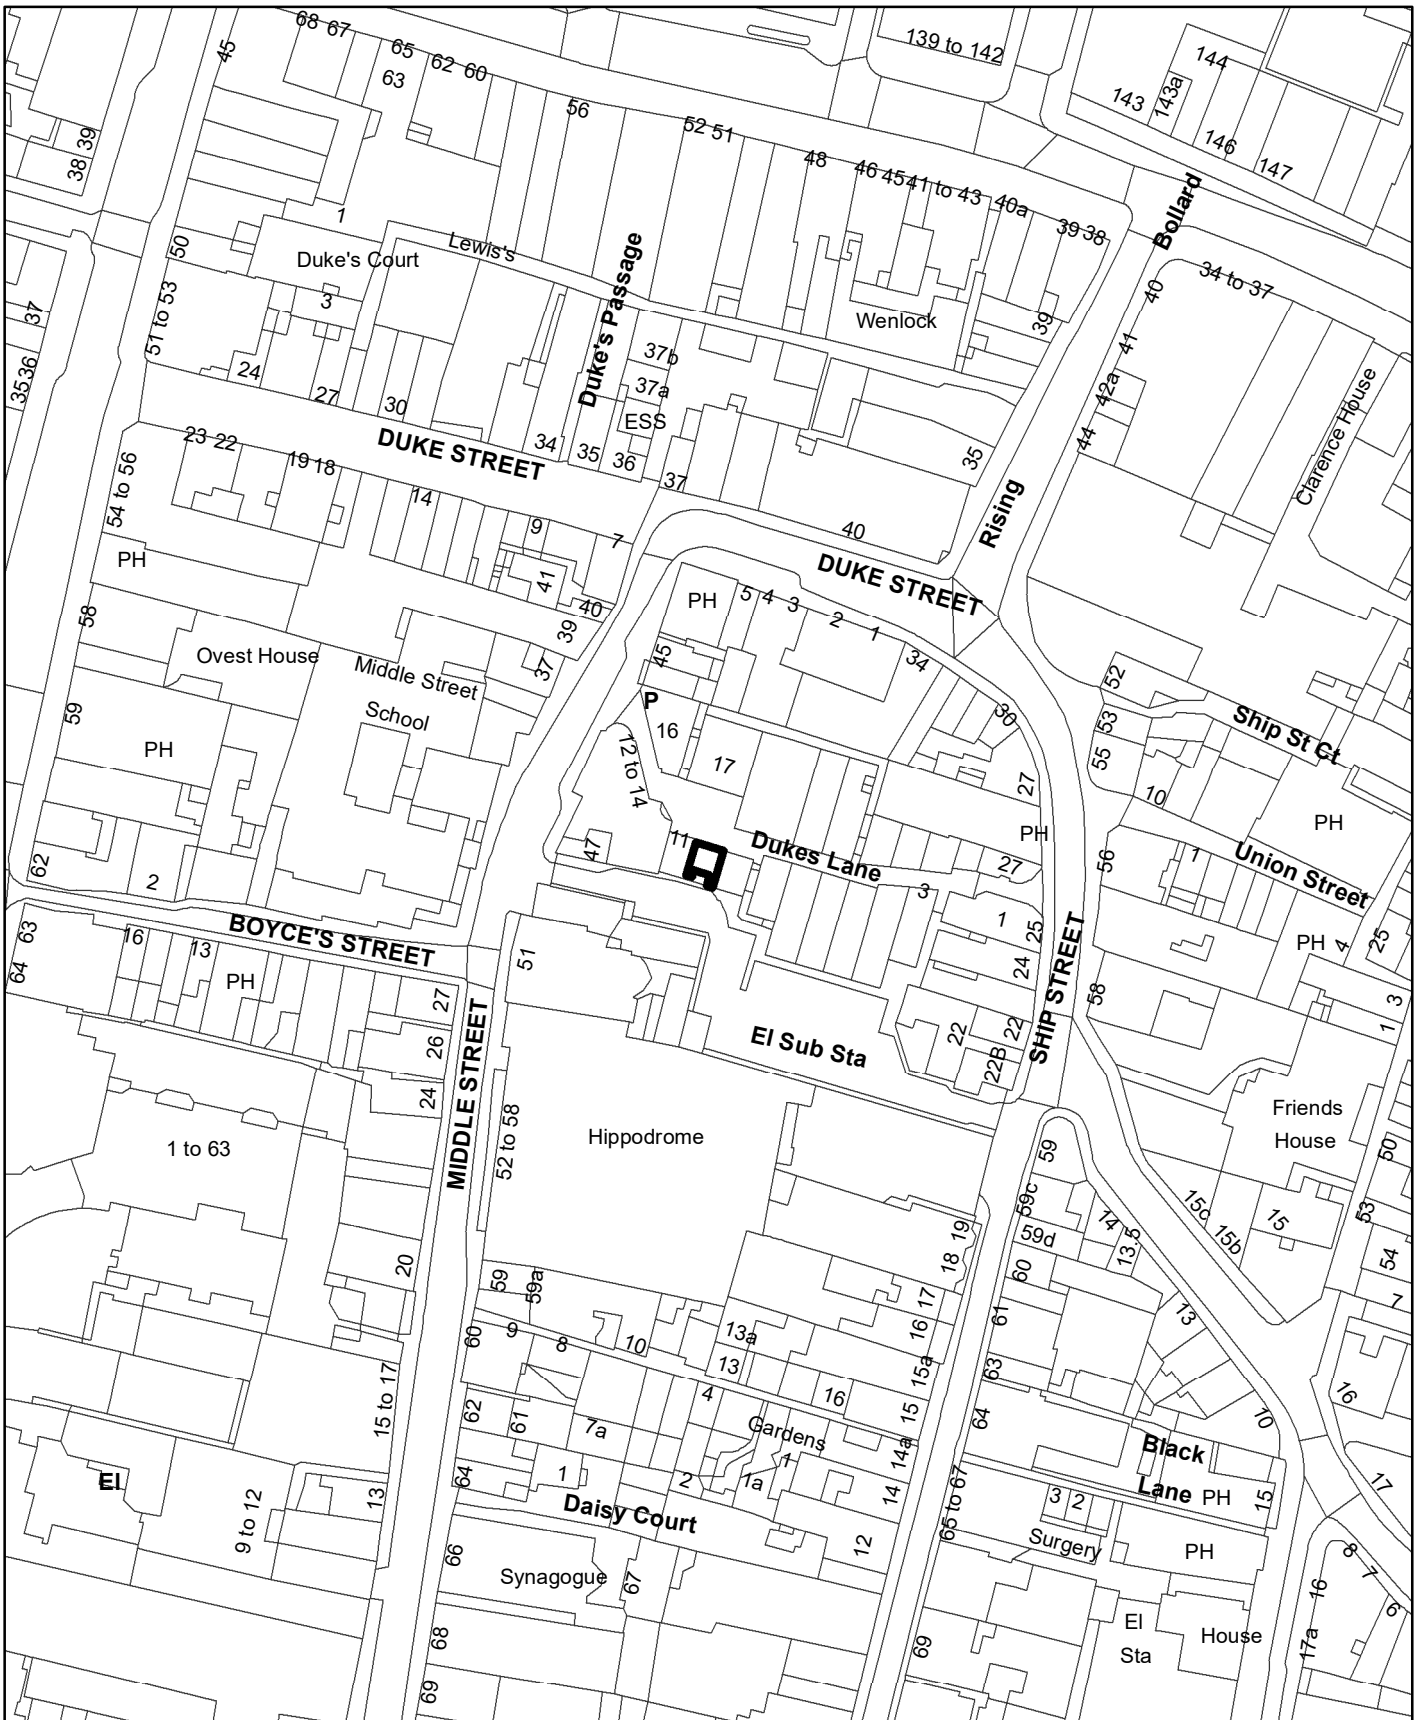 68 67
65
62 60
63
45
56
52 51
48
46 45 41 to 43
40a
39 38
139 to 142
144
143
143a
146
147
Bollard
38 39
1
50
Duke's Court
Lewis's
3
51 to 53
37
36
35
24
27
30
Duke's Passage
37b
37a
ESS
34
35
36
37
Wenlock
39
35
40
41
42a
44
34 to 37
Clarence House
Rising
DUKE STREET
23 22
19 18
14
9
7
41
40
39
37
54 to 56
PH
58
59
Ovest House
Middle Street
School
PH
62
2
40
DUKE STREET
PH
5 4 3
2
1
34
30
27
45
P
16
17
12 to 14
11
47
Dukes Lane
PH
27
3
1
25
24
22
22
22B
52
53
55
Ship St Ct
10
PH
56
1
Union Street
PH
4
25
3
1
58
SHIP STREET
BOYCE'S STREET
63
64
16
13
PH
27
26
24
51
MIDDLE STREET
El Sub Sta
52 to 58
Hippodrome
1 to 63
20
Friends
House
50
53
54
7
59
59c
59d
60
61
63
64
14
13.5
15c
15b
15
13
10
16
17
19
18
17
16
15a
15
14a
14
12
59
59a
60
9
8
10
13a
13
16
4
Gardens
1
1a
2
62
61
7a
64
1
Daisy Court
15 to 17
13
9 to 12
El
66
Synagogue
67
68
69
65 to 67
Black
Lane
PH
15
3 2
Surgery
PH
El
Sta
House
69
8
7
6
16
17a